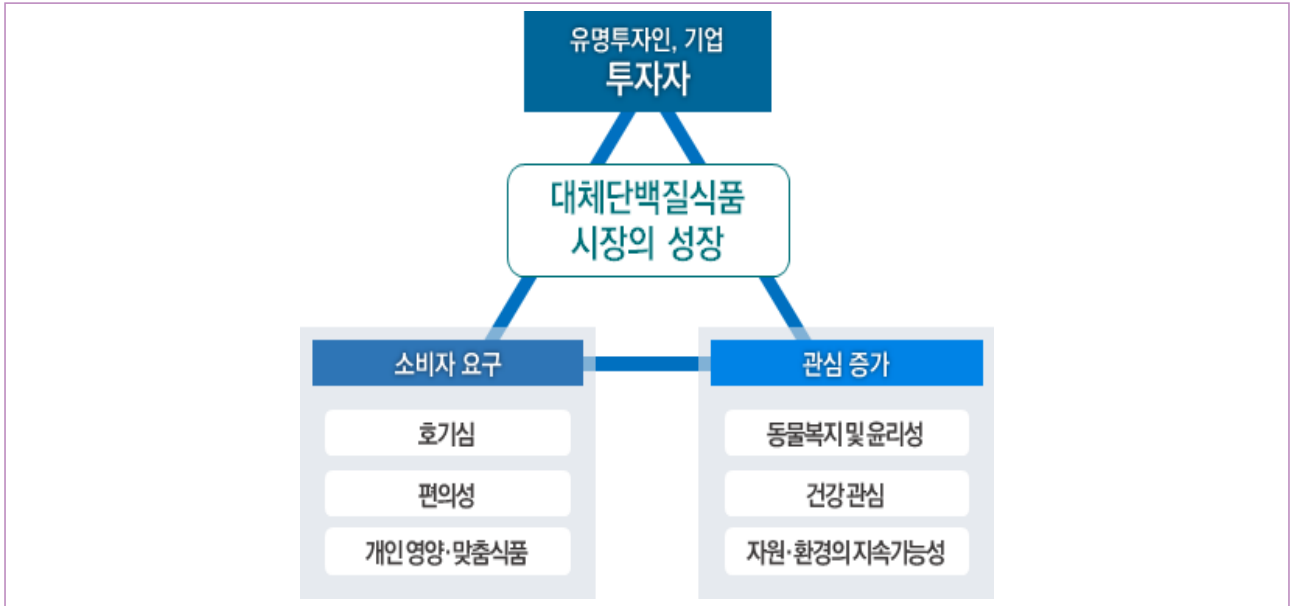 유명투자인, 기업
투자자
대체단백질식품
시장의 성장
소비자 요구
호기심
편의성
개인 영양·맞춤식품
관심 증가
동물복지 및 윤리성
건강 관심
자원·환경의 지속가능성